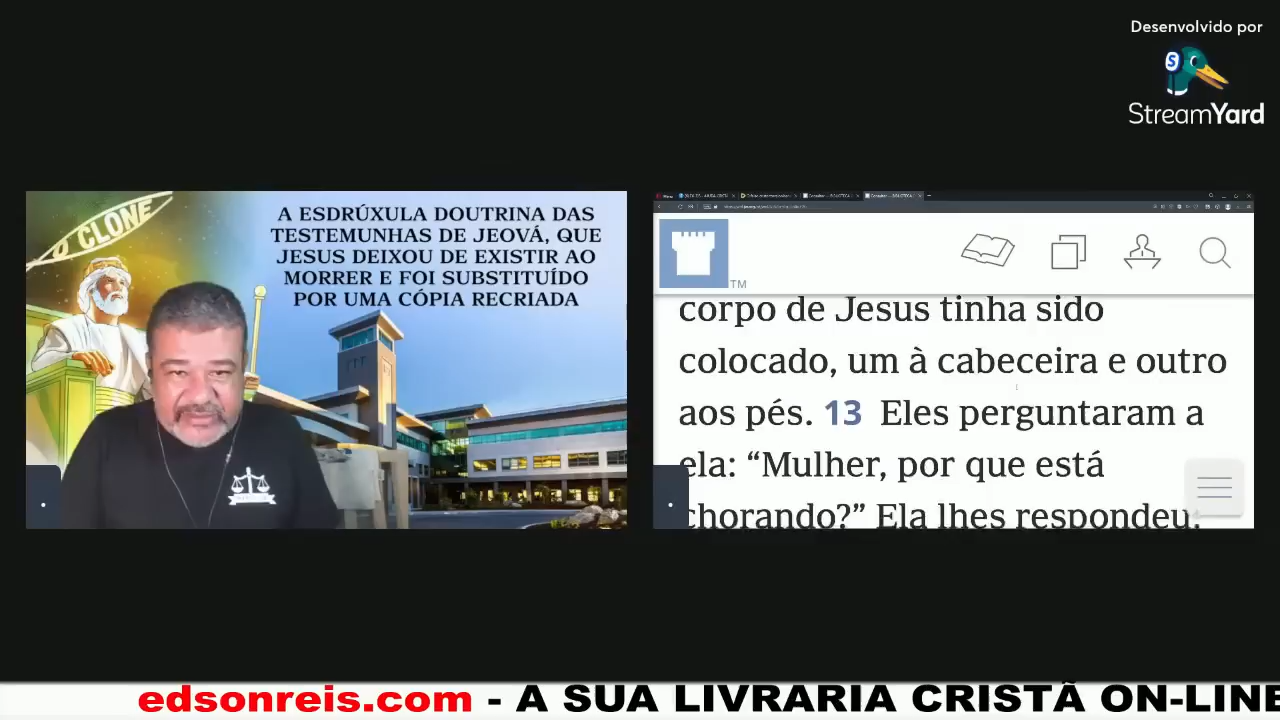 Desenvolvido por
StreamYard
O CLONE
A ESDRÚXULA DOUTRINA DAS
TESTEMUNHAS DE JEOVÁ, QUE
JESUS DEIXOU DE EXISTIR AO
MORRER E FOI SUBSTITUÍDO
POR UMA CÓPIA RECRIADA
TM
corpo de Jesus tinha sido
colocado, um à cabeceira e outro
aos pés. 13 Eles perguntaram a
ela: “Mulher, por que está
chorando?” Ela lhes respondeu:
edsonreis.com - A SUA LIVRARIA CRISTÃ ON-LINE